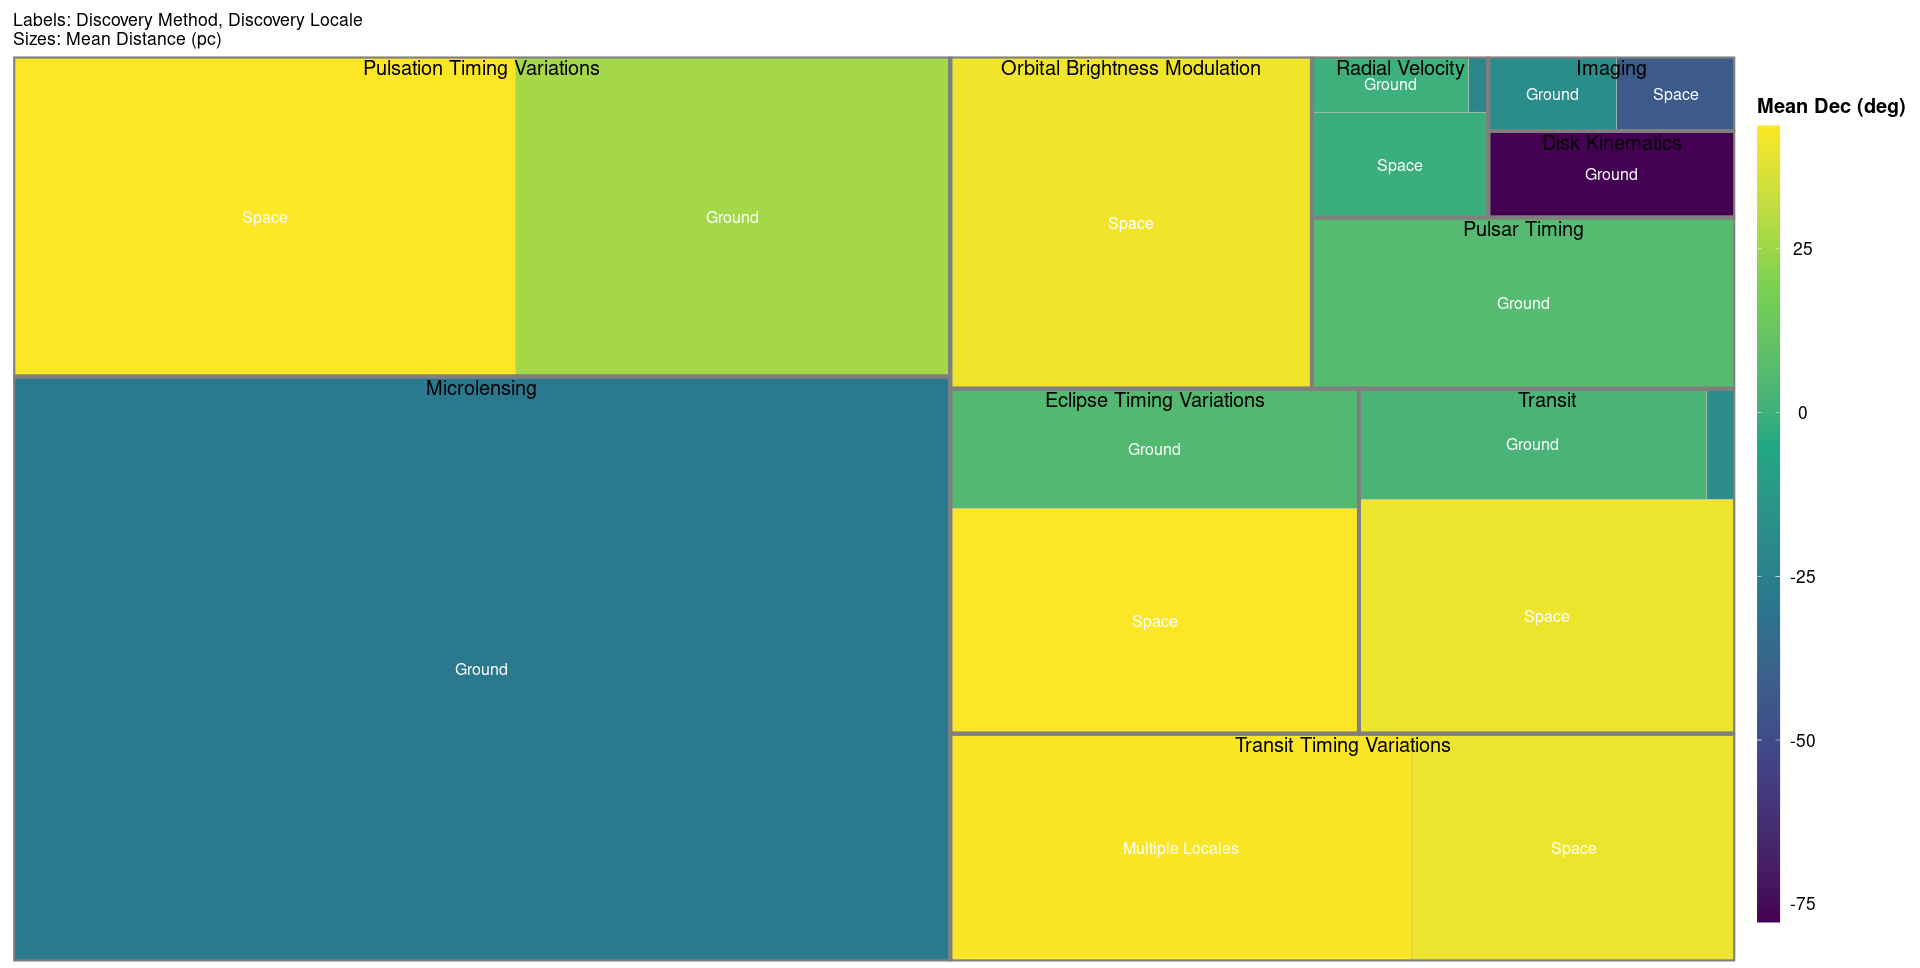 Labels: Discovery Method, Discovery Locale
Sizes: Mean Distance (pc)
Pulsation Timing Variations
Space
Ground
Microlensing
Ground
Orbital Brightness Modulation
Space
Radial Velocity
Ground
Space
Imaging
Ground
Space
Disk Kinematics
Ground
Pulsar Timing
Ground
Eclipse Timing Variations
Ground
Space
Transit
Ground
Space
Transit Timing Variations
Multiple Locales
Space
Mean Dec (deg)
25
0
-25
-50
-75